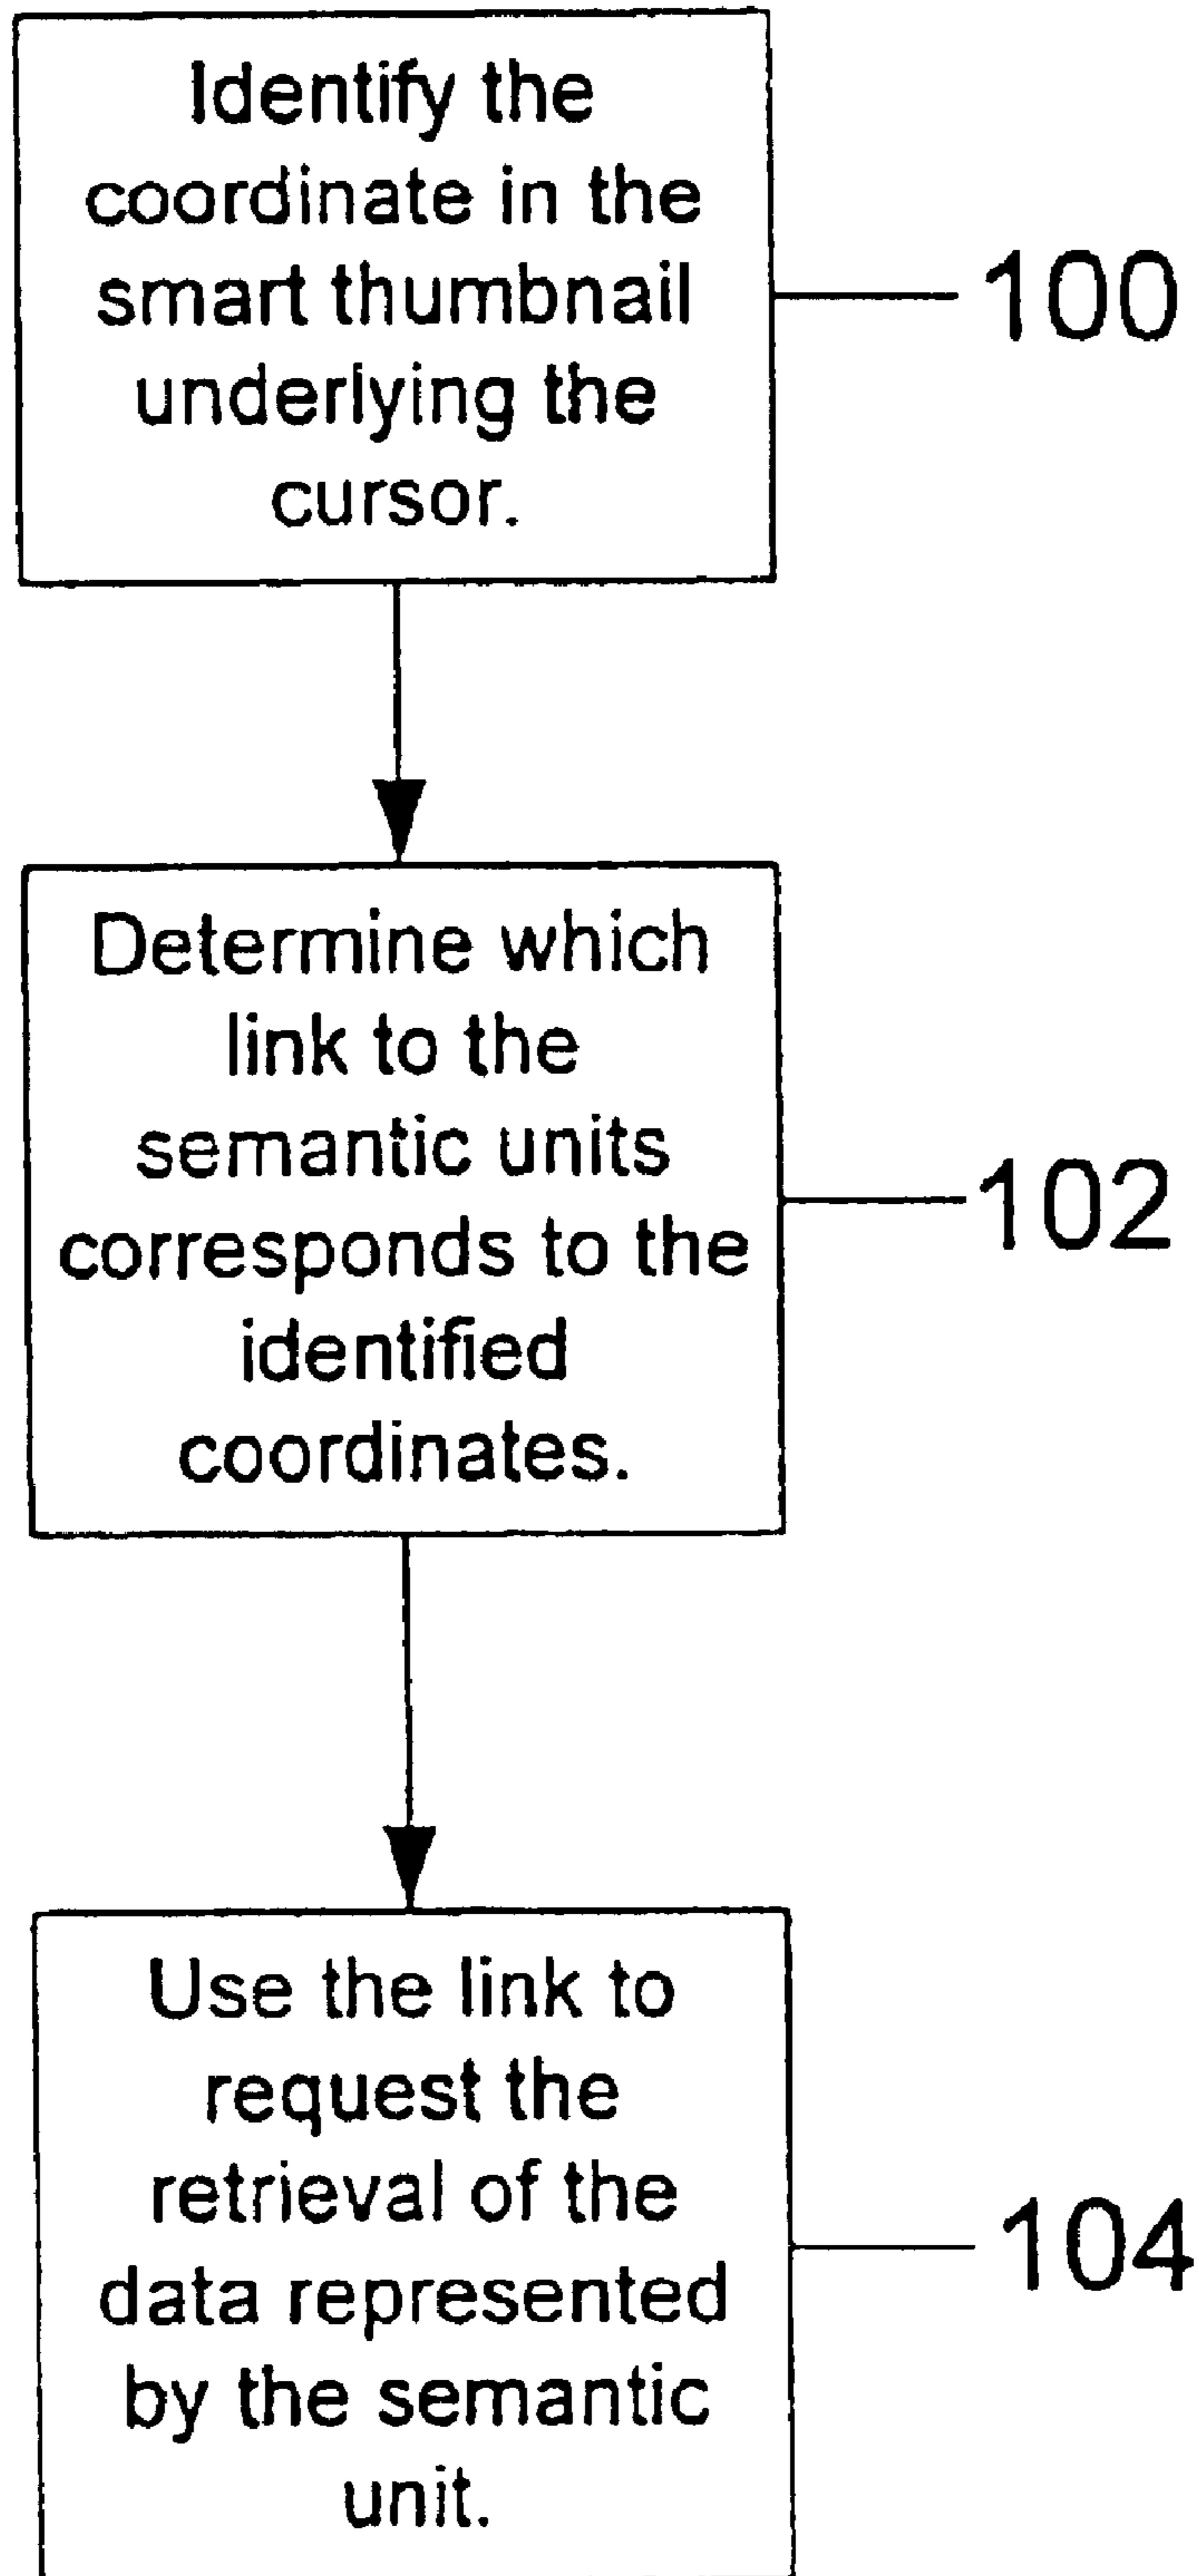 Identify the
coordinate in the
smart thumbnail
underlying the
cursor.
100
Determine which
link to the
semantic units
corresponds to the
identified
coordinates.
102
Use the link to
request the
retrieval of the
data represented
by the semantic
unit.
104